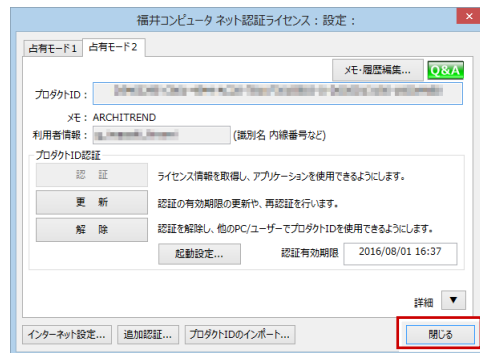 福井コンピュータ ネット認証ライセンス：設定：
占有モード1 占有モード2
メモ・履歴編集... Q&A
プロダクトID：
メモ： ARCHITREND
利用者情報： (識別名 内線番号など)
プロダクトID認証
認 証 ライセンス情報を取得し、アプリケーションを使用できるようにします。
更 新 認証の有効期限の更新や、再認証を行います。
解 除 認証を解除し、他のPC/ユーザーでプロダクトIDを使用できるようにします。
起動設定... 認証有効期限 2016/08/01 16:37
詳細 ▼
インターネット設定... 追加認証... プロダクトIDのインポート... 閉じる